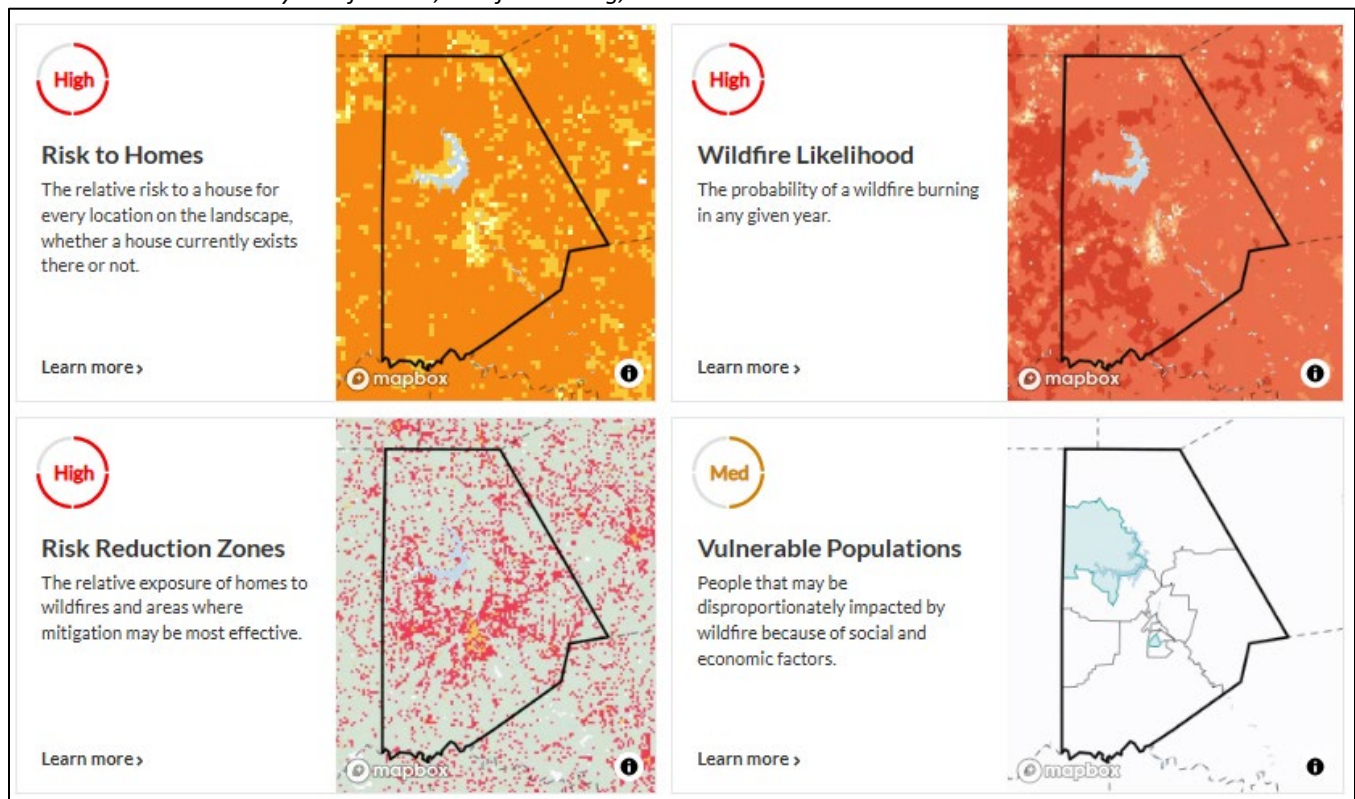 High
Risk to Homes
The relative risk to a house for
every location on the landscape,
whether a house currently exists
there or not.
Learn more ›
mapbox
High
Wildfire Likelihood
The probability of a wildfire burning
in any given year.
Learn more ›
mapbox
High
Risk Reduction Zones
The relative exposure of homes to
wildfires and areas where
mitigation may be most effective.
Learn more ›
mapbox
Med
Vulnerable Populations
People that may be
disproportionately impacted by
wildfire because of social and
economic factors.
Learn more ›
mapbox